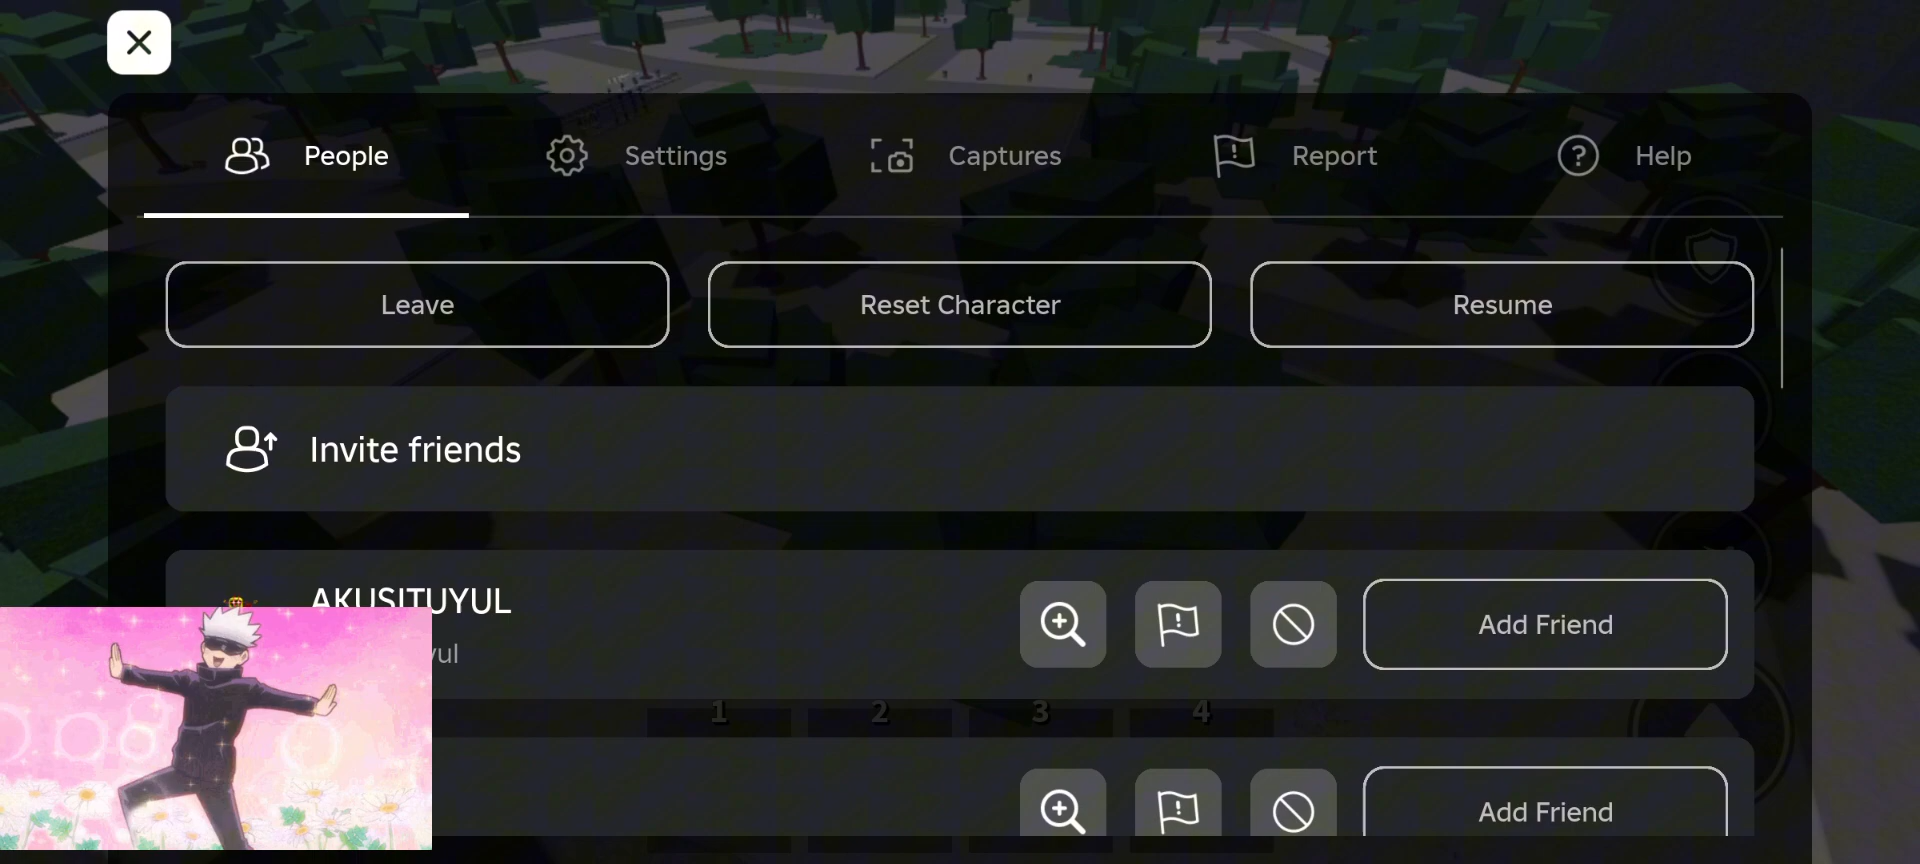 People
Settings
Captures
Report
Help
Leave
Reset Character
Resume
Invite friends
AKUSITUYUL
Add Friend
1
2
3
4
Add Friend